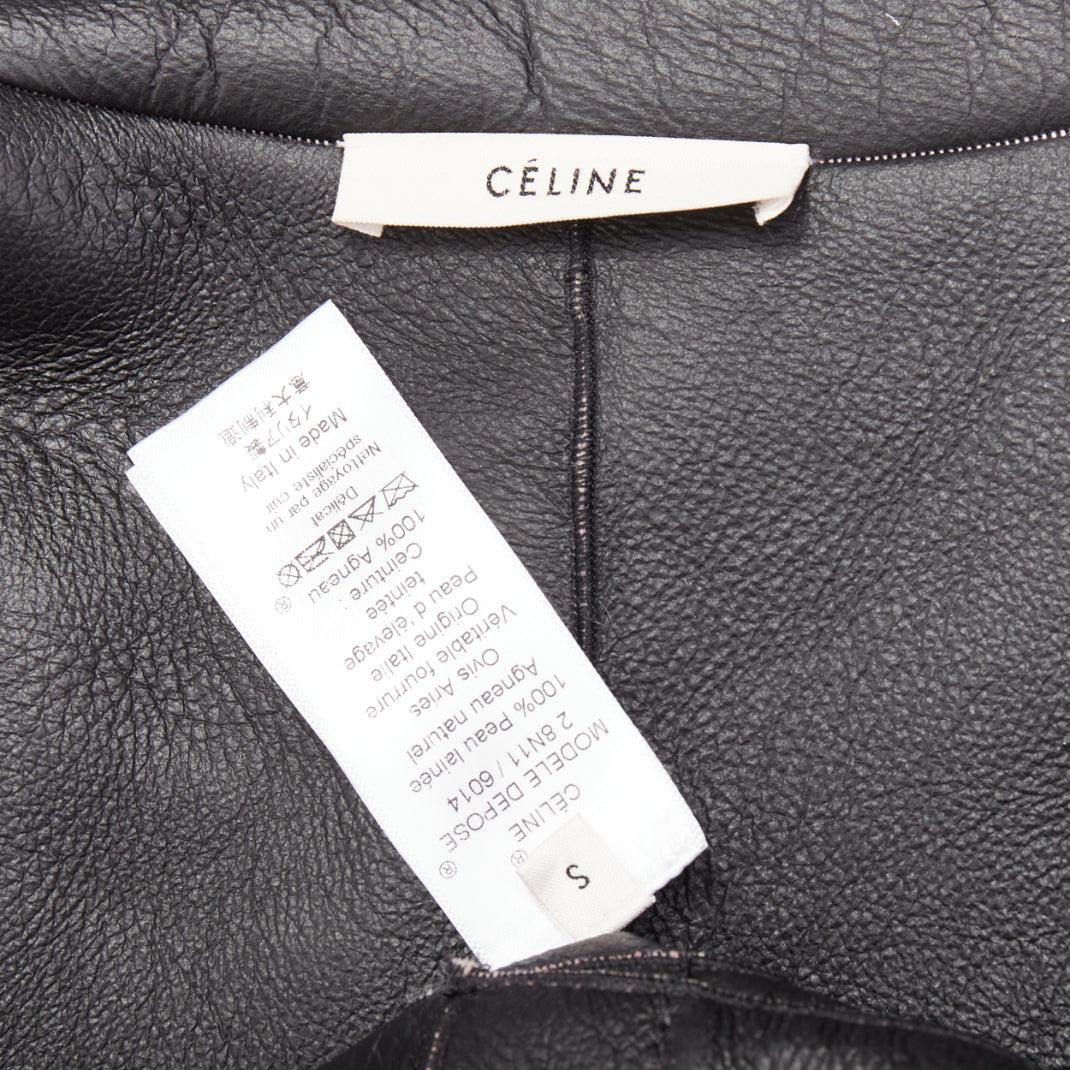 CÉLINE
S
CÉLINE ®
MODELE DEPOSE ®
2 8N11 / 6014
100% Peau lainée
Agneau naturel
Ovis Aries
Véritable fourrure
Origine Italie
Peau d'élevage
teintée
Ceinture :
100% Agneau
®
Délicat
Nettoyage par un
spécialiste cuir
Made in Italy
イタリア製
意大利制造